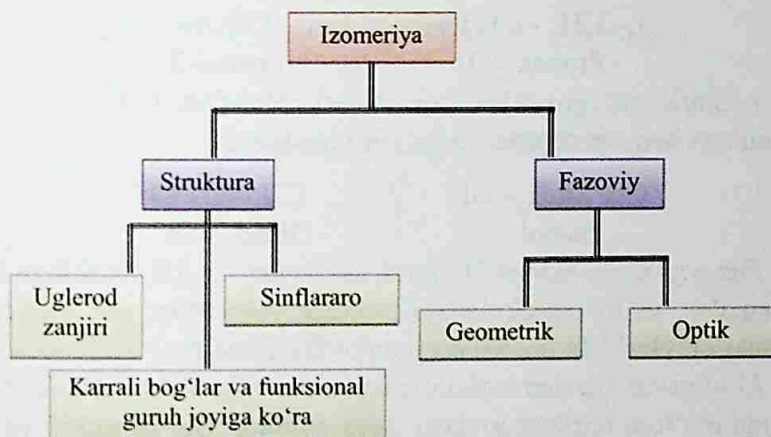 Izomeriya
Struktura
Fazoviy
Uglerod
zanjiri
Sinflararo
Geometrik
Optik
Karrali bog‘lar va funksional
guruh joyiga ko‘ra